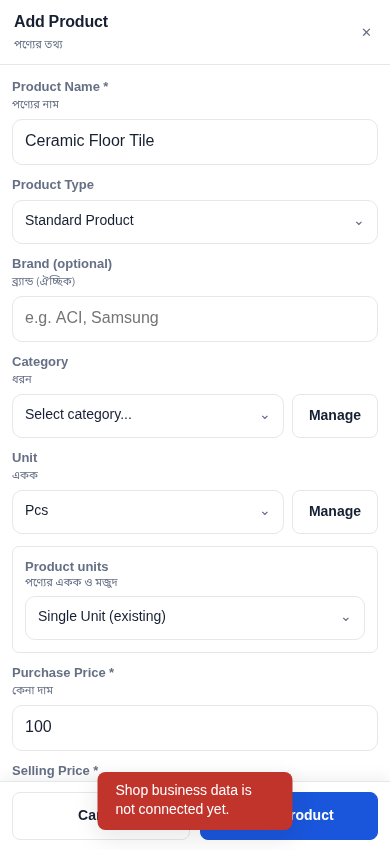 Add Product
পণ্যের তথ্য
×
Product Name *
পণ্যের নাম
Ceramic Floor Tile
Product Type
Standard Product
Brand (optional)
ব্র্যান্ড (ঐচ্ছিক)
e.g. ACI, Samsung
Category
ধরন
Select category...
Manage
Unit
একক
Pcs
Manage
Product units
পণ্যের একক ও মজুদ
Single Unit (existing)
Purchase Price *
কেনা দাম
100
Selling Price *
Shop business data is
not connected yet.